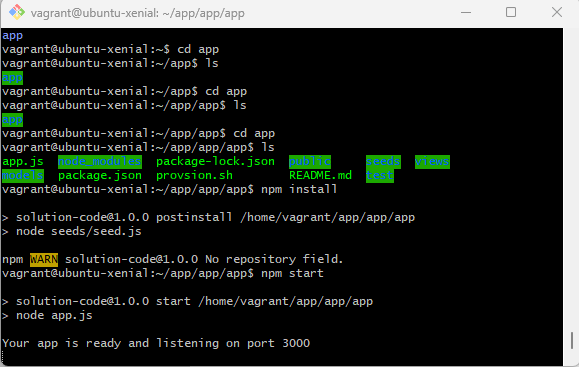 vagrant@ubuntu-xenial: ~/app/app/app
app
vagrant@ubuntu-xenial:~$ cd app
vagrant@ubuntu-xenial:~/app$ ls
app
vagrant@ubuntu-xenial:~/app$ cd app
vagrant@ubuntu-xenial:~/app/app$ ls
app
vagrant@ubuntu-xenial:~/app/app$ cd app
vagrant@ubuntu-xenial:~/app/app/app$ ls
app.js node_modules package-lock.json public seeds views
models package.json provsion.sh README.md test
vagrant@ubuntu-xenial:~/app/app/app$ npm install
> solution-code@1.0.0 postinstall /home/vagrant/app/app/app
> node seeds/seed.js
npm WARN solution-code@1.0.0 No repository field.
vagrant@ubuntu-xenial:~/app/app/app$ npm start
> solution-code@1.0.0 start /home/vagrant/app/app/app
> node app.js
Your app is ready and listening on port 3000